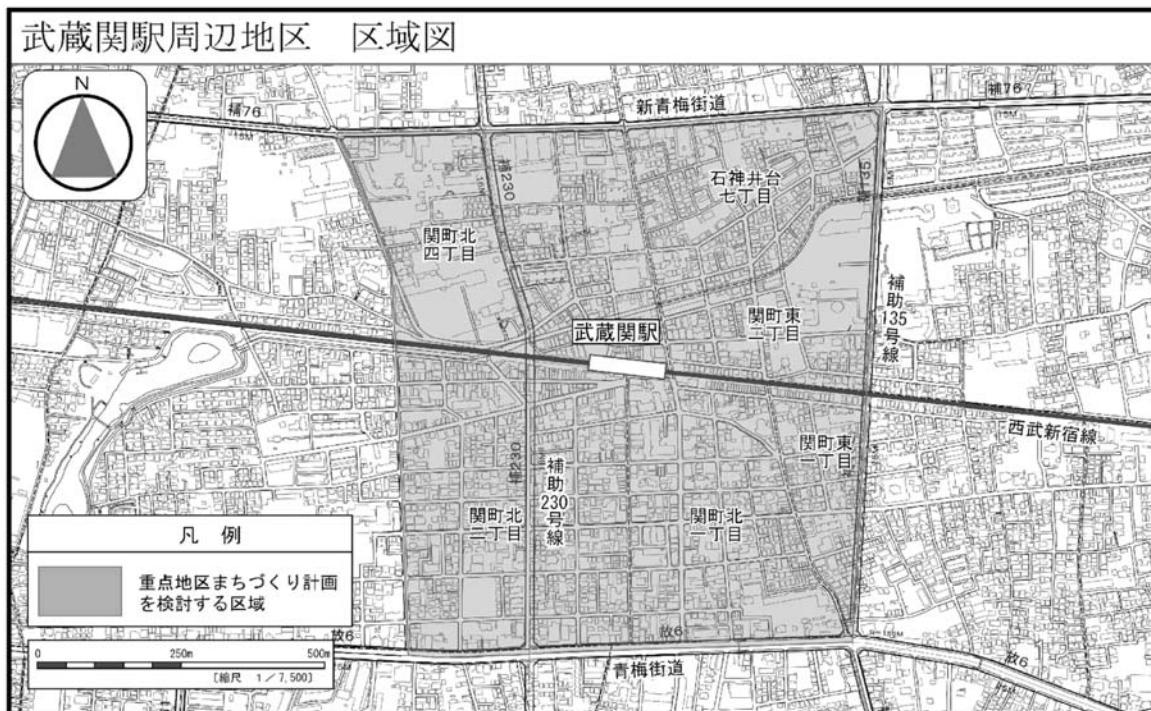 武蔵関駅周辺地区 区域図
N
補76
新青梅街道
補76
補230
石神井台
七丁目
関町北
四丁目
補助135号線
関町東
二丁目
武蔵関駅
西武新宿線
関町東
一丁目
補230
補助230号線
関町北
二丁目
関町北
一丁目
凡 例
重点地区まちづくり計画
を検討する区域
放6
放6
青梅街道
放6
0 250m 500m
[縮尺 1/7,500]